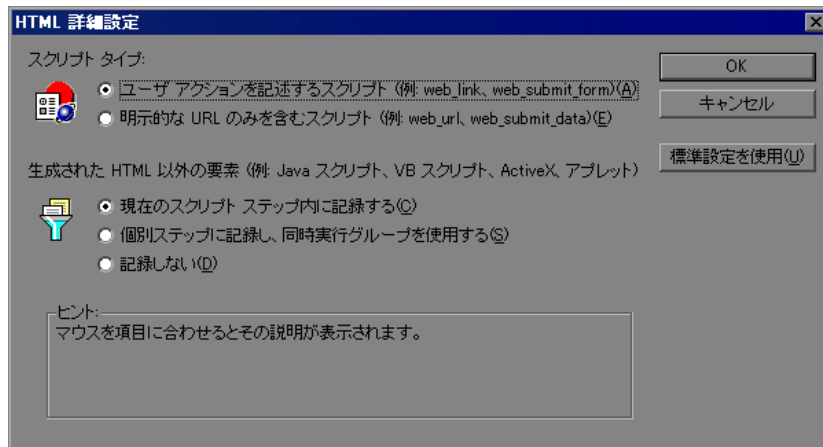 HTML 詳細設定
スクリプト タイプ:
ユーザ アクションを記述するスクリプト (例: web_link、web_submit_form)(A)
明示的な URL のみを含むスクリプト (例: web_url、web_submit_data)(E)
OK
キャンセル
標準設定を使用(U)
生成された HTML 以外の要素 (例: Java スクリプト、VB スクリプト、ActiveX、アプレット)
現在のスクリプト ステップ内に記録する(C)
個別ステップに記録し、同時実行グループを使用する(S)
記録しない(D)
ヒント:
マウスを項目に合わせるとその説明が表示されます。